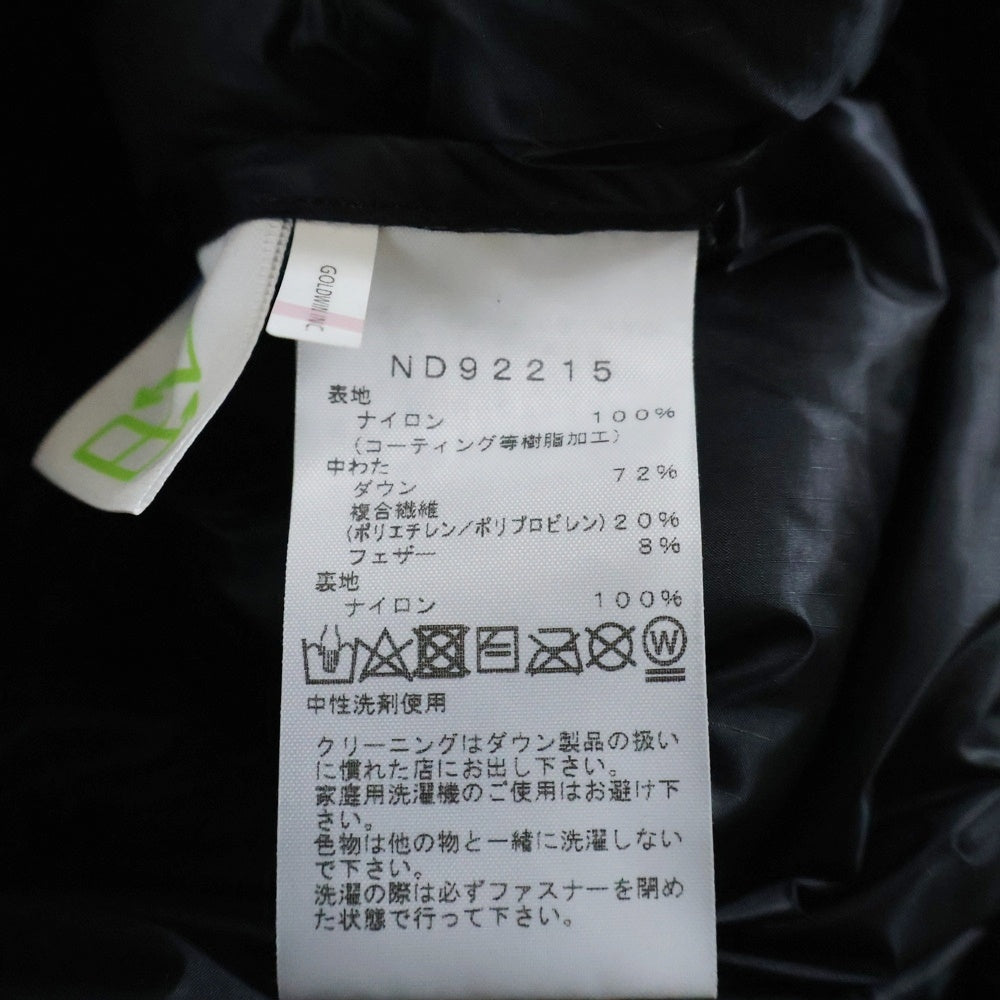 GOLDWIN INC
ND92215
表地
ナイロン 100%
(コーティング等樹脂加工)
中わた
ダウン 72%
複合繊維
(ポリエチレン/ポリプロピレン) 20%
フェザー 8%
裏地
ナイロン 100%
W
中性洗剤使用
クリーニングはダウン製品の扱い
に慣れた店にお出し下さい。
家庭用洗濯機のご使用はお避け下
さい。
色物は他の物と一緒に洗濯しない
で下さい。
洗濯の際は必ずファスナーを閉め
た状態で行って下さい。